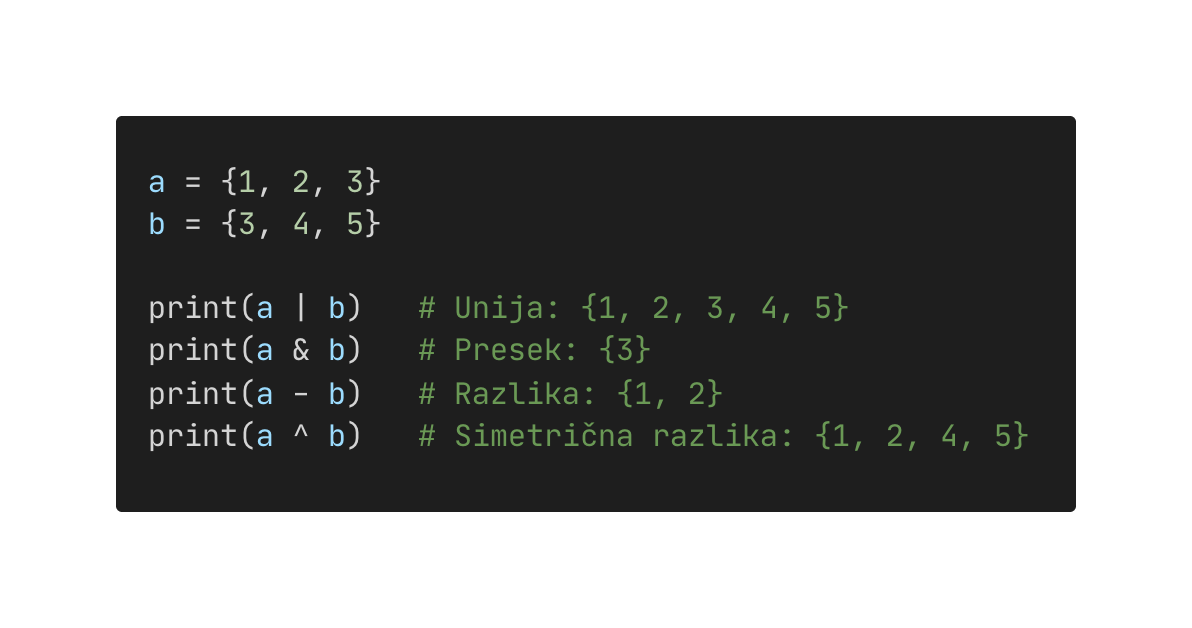 a = {1, 2, 3}
b = {3, 4, 5}
print(a | b)   # Unija: {1, 2, 3, 4, 5}
print(a & b)   # Presek: {3}
print(a - b)   # Razlika: {1, 2}
print(a ^ b)   # Simetrična razlika: {1, 2, 4, 5}